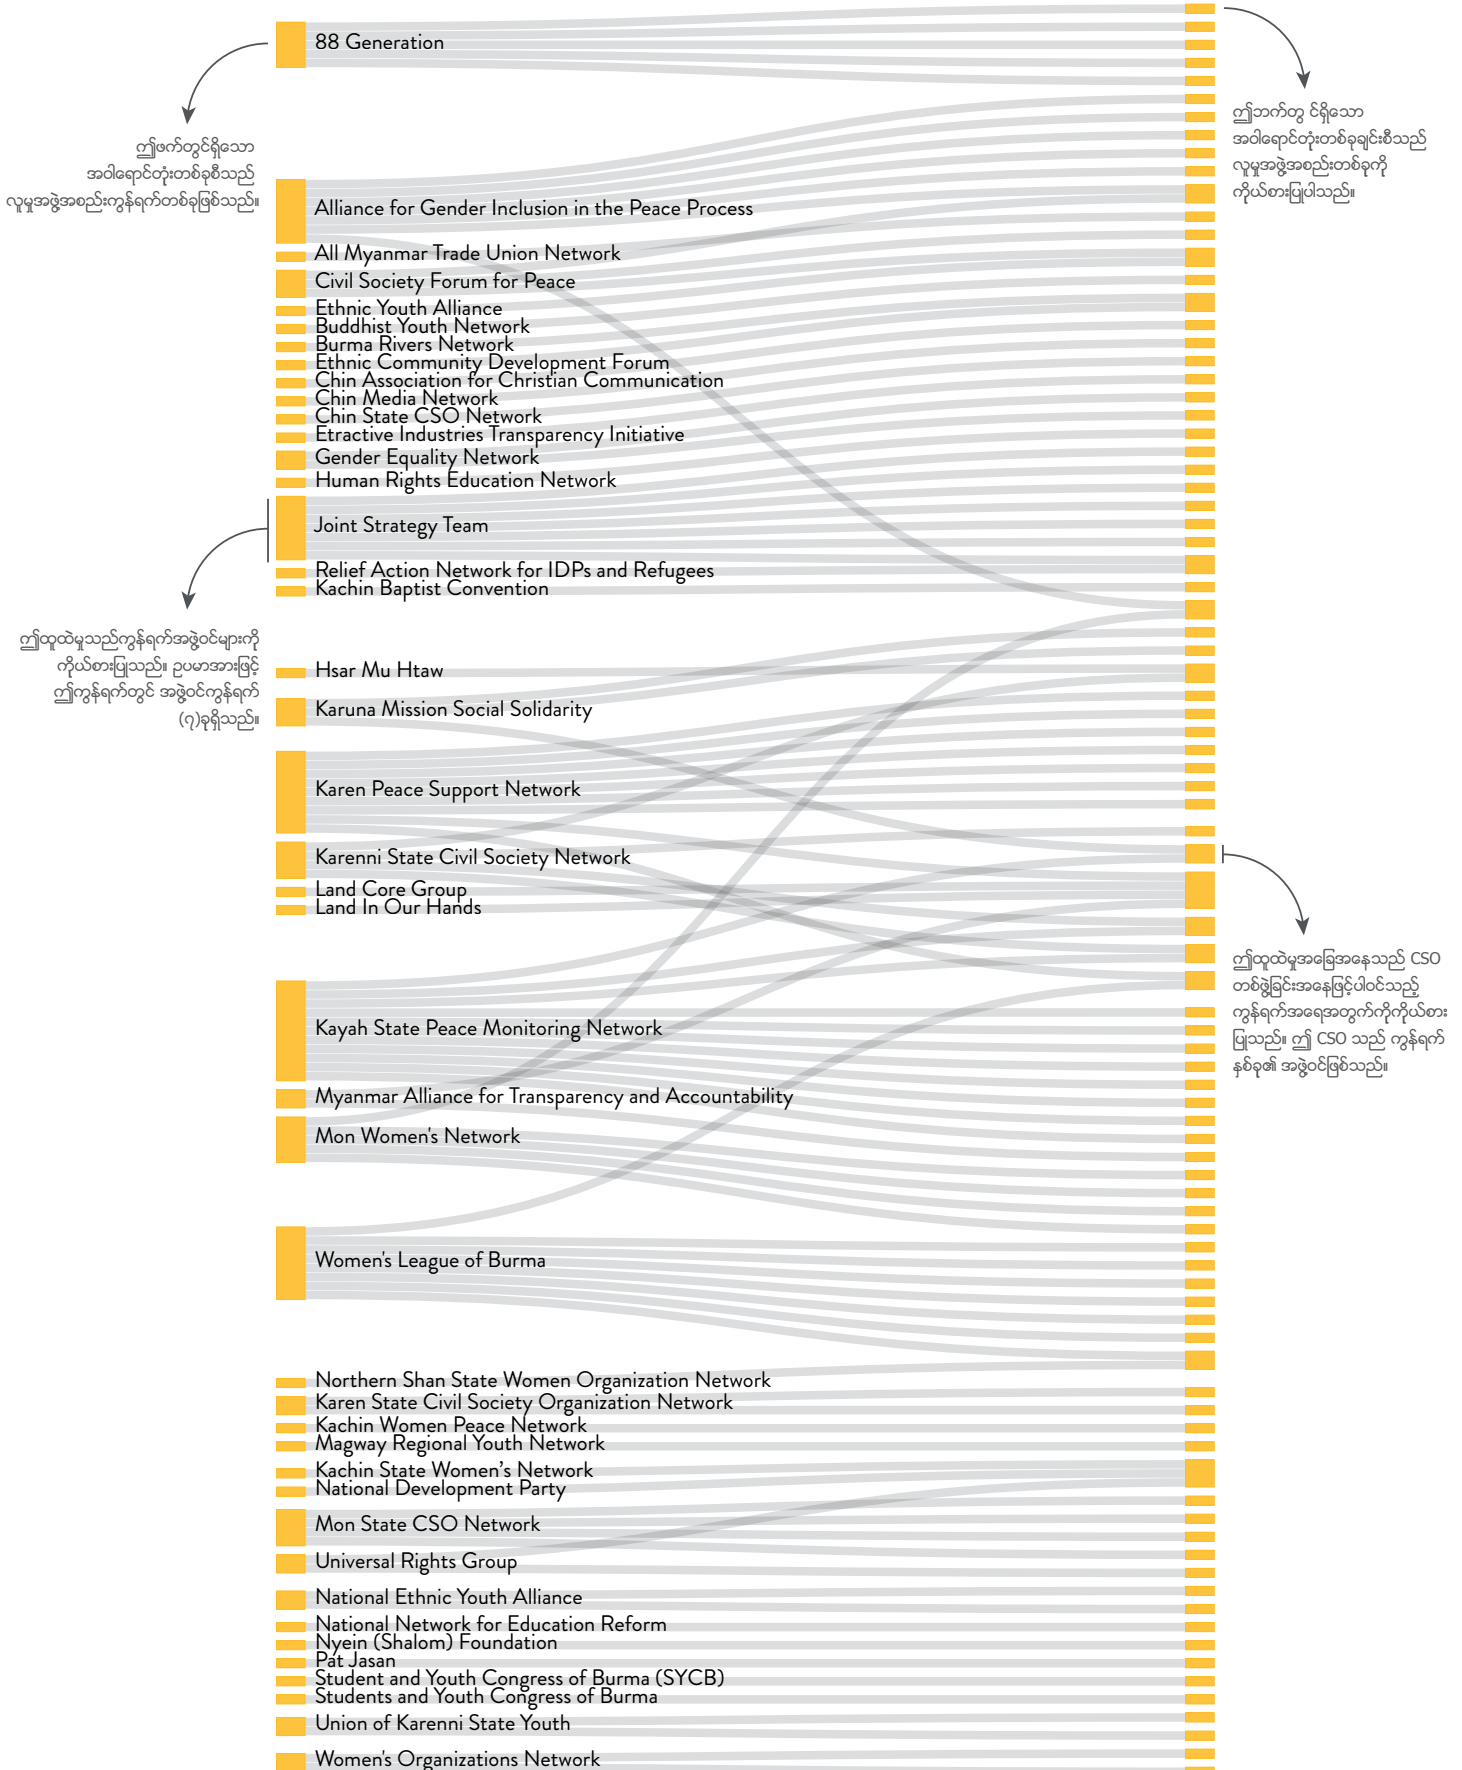 88 Generation
ဤဖက်တွင်ရှိသော
အဝါရောင်တုံးတစ်ခုစီသည်
လူမှုအဖွဲ့အစည်းကွန်ရက်တစ်ခုဖြစ်သည်။
ဤဘက်တွ င်ရှိသော
အဝါရောင်တုံးတစ်ခုချင်းစီသည်
လူမှုအဖွဲ့အစည်းတစ်ခုကို
ကိုယ်စားပြုပါသည်။
Alliance for Gender Inclusion in the Peace Process
All Myanmar Trade Union Network
Civil Society Forum for Peace
Ethnic Youth Alliance
Buddhist Youth Network
Burma Rivers Network
Ethnic Community Development Forum
Chin Association for Christian Communication
Chin Media Network
Chin State CSO Network
Etractive Industries Transparency Initiative
Gender Equality Network
Human Rights Education Network
Joint Strategy Team
Relief Action Network for IDPs and Refugees
Kachin Baptist Convention
ဤထူထဲမှုသည်ကွန်ရက်အဖွဲ့ဝင်များကို
ကိုယ်စားပြုသည်။ ဥပမာအားဖြင့်
ဤကွန်ရက်တွင် အဖွဲ့ဝင်ကွန်ရက်
(၇)ခုရှိသည်။
Hsar Mu Htaw
Karuna Mission Social Solidarity
Karen Peace Support Network
Karenni State Civil Society Network
Land Core Group
Land In Our Hands
ဤထူထဲမှုအခြေအနေသည် CSO
တစ်ဖွဲ့ခြင်းအနေဖြင့်ပါဝင်သည့်
ကွန်ရက်အရေအတွက်ကိုကိုယ်စား
ပြုသည်။ ဤ CSO သည် ကွန်ရက်
နှစ်ခု၏ အဖွဲ့ဝင်ဖြစ်သည်။
Kayah State Peace Monitoring Network
Myanmar Alliance for Transparency and Accountability
Mon Women's Network
Women's League of Burma
Northern Shan State Women Organization Network
Karen State Civil Society Organization Network
Kachin Women Peace Network
Magway Regional Youth Network
Kachin State Women’s Network
National Development Party
Mon State CSO Network
Universal Rights Group
National Ethnic Youth Alliance
National Network for Education Reform
Nyein (Shalom) Foundation
Pat Jasan
Student and Youth Congress of Burma (SYCB)
Students and Youth Congress of Burma
Union of Karenni State Youth
Women's Organizations Network